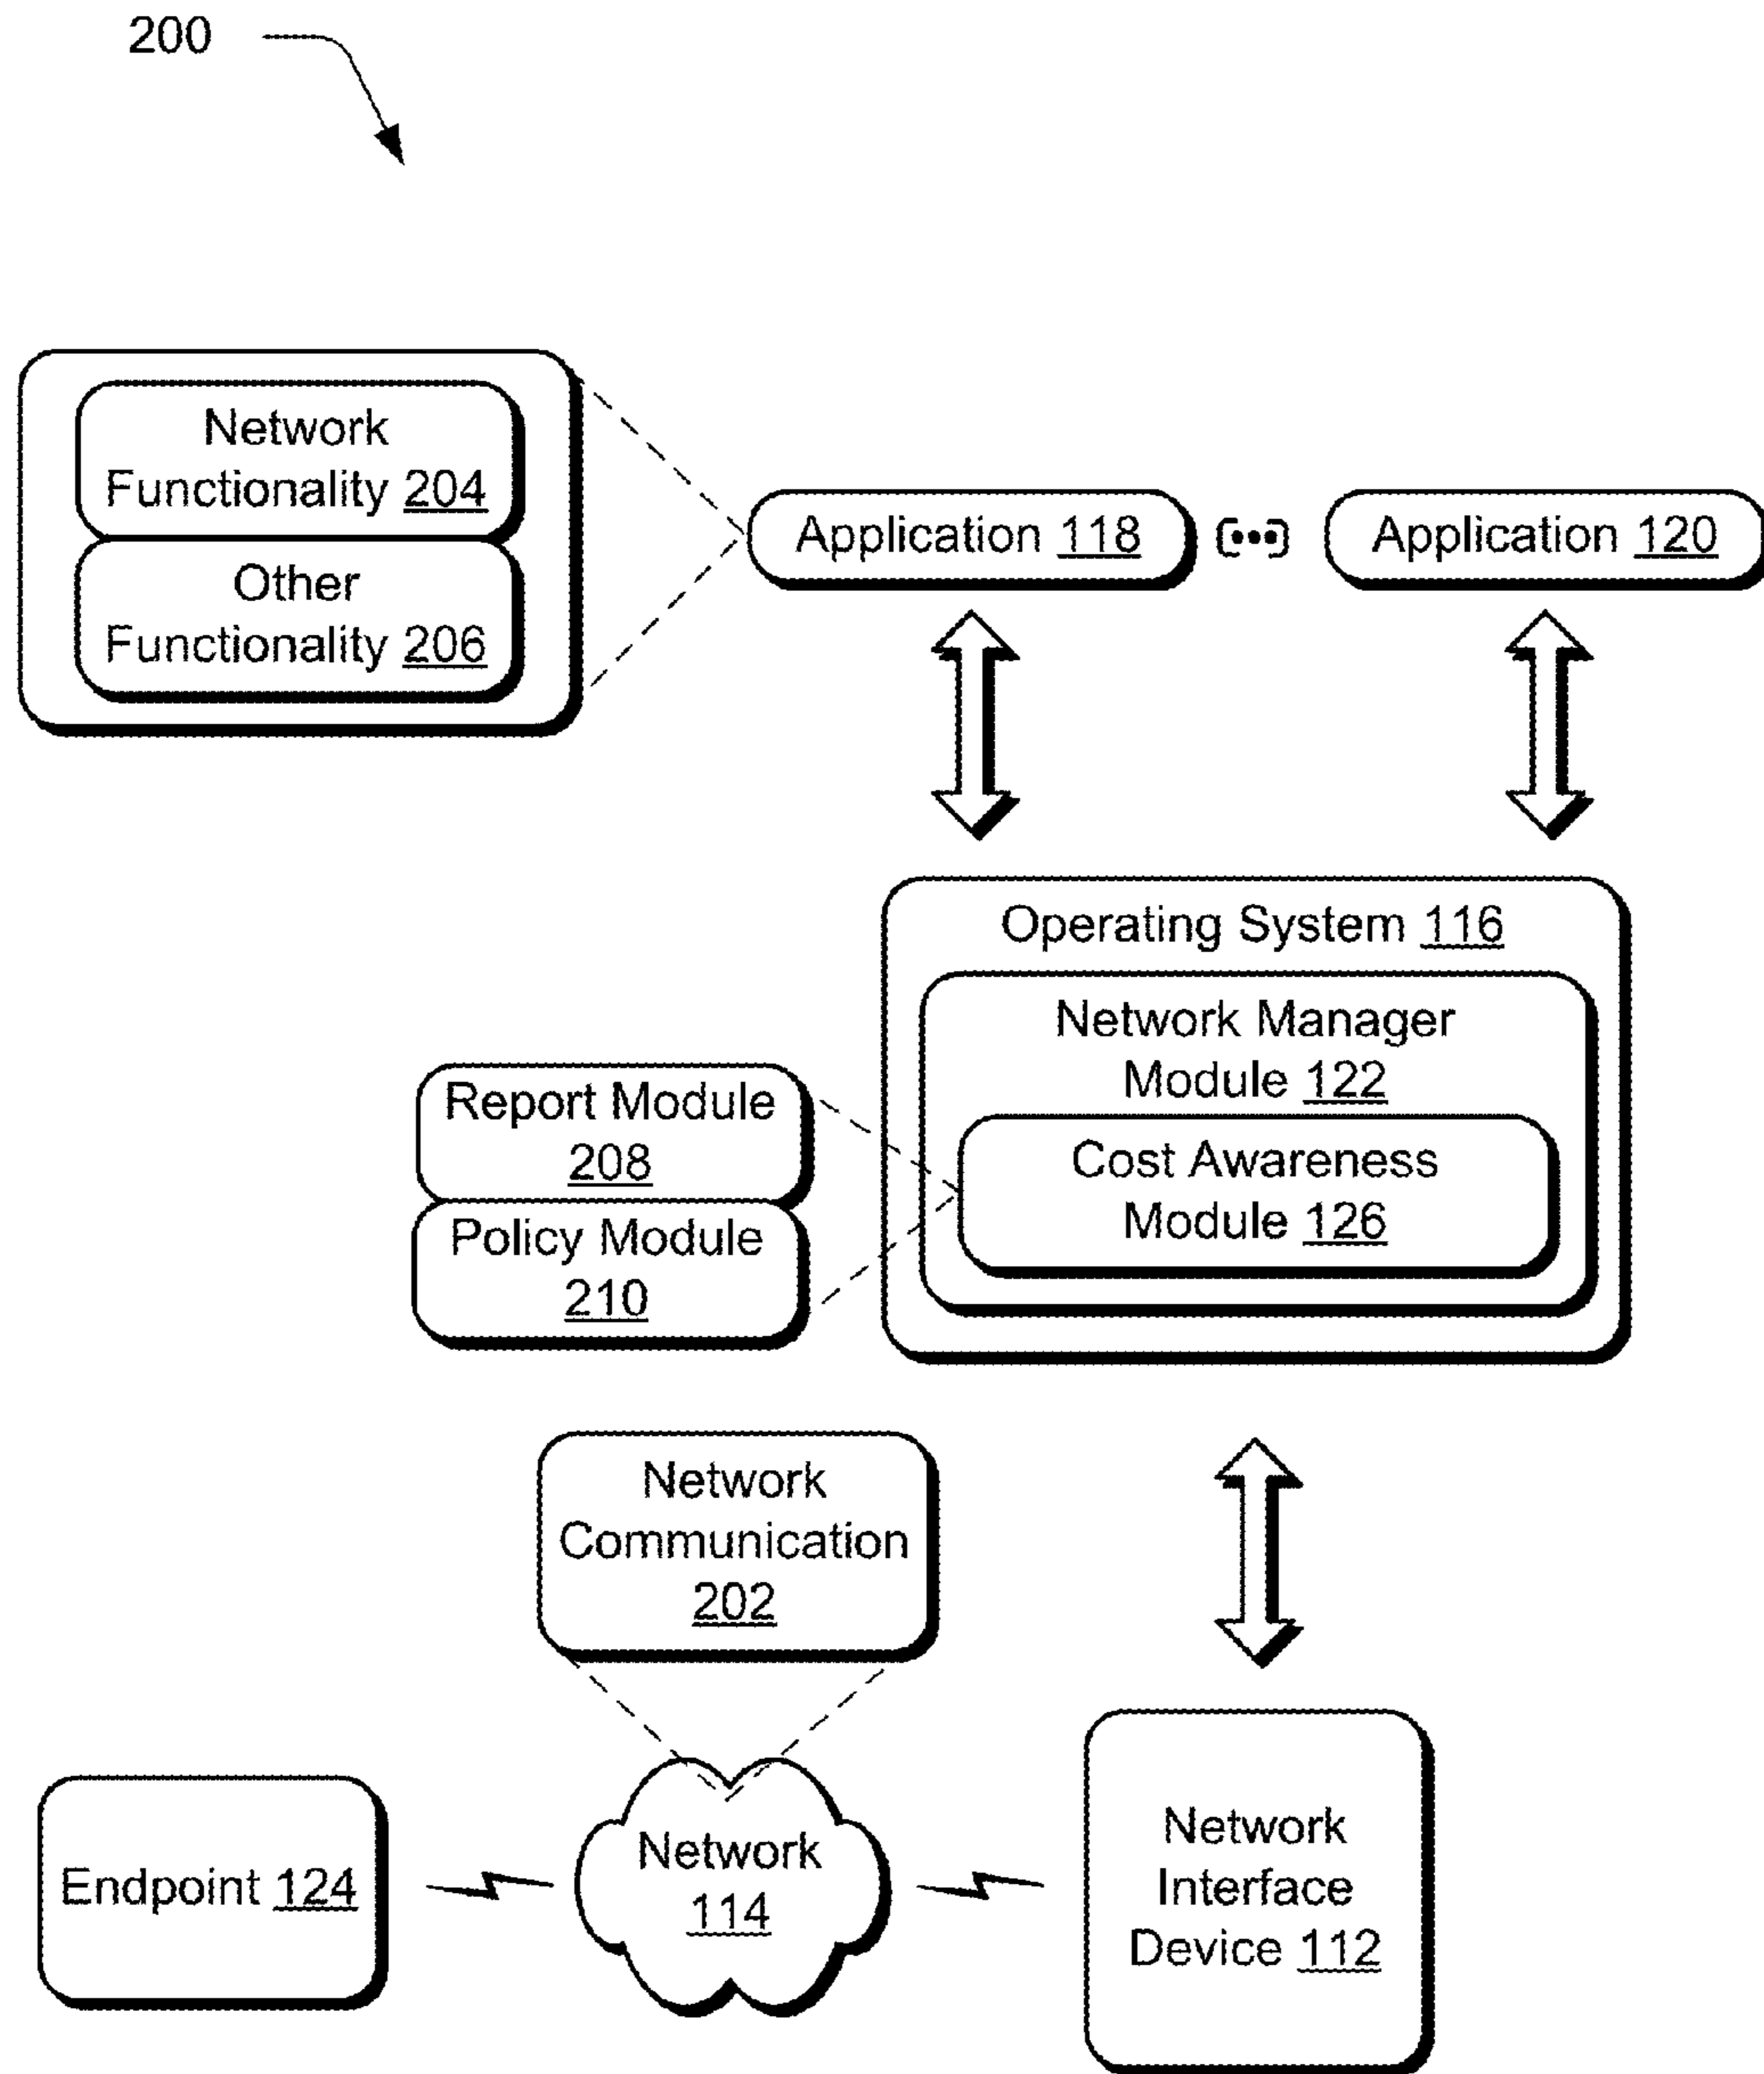 200
Network
Functionality 204
Other
Functionality 206
Application 118
Application 120
Operating System 116
Network Manager
Module 122
Cost Awareness
Module 126
Report Module
208
Policy Module
210
Network
Communication
202
Endpoint 124
Network
114
Network
Interface
Device 112